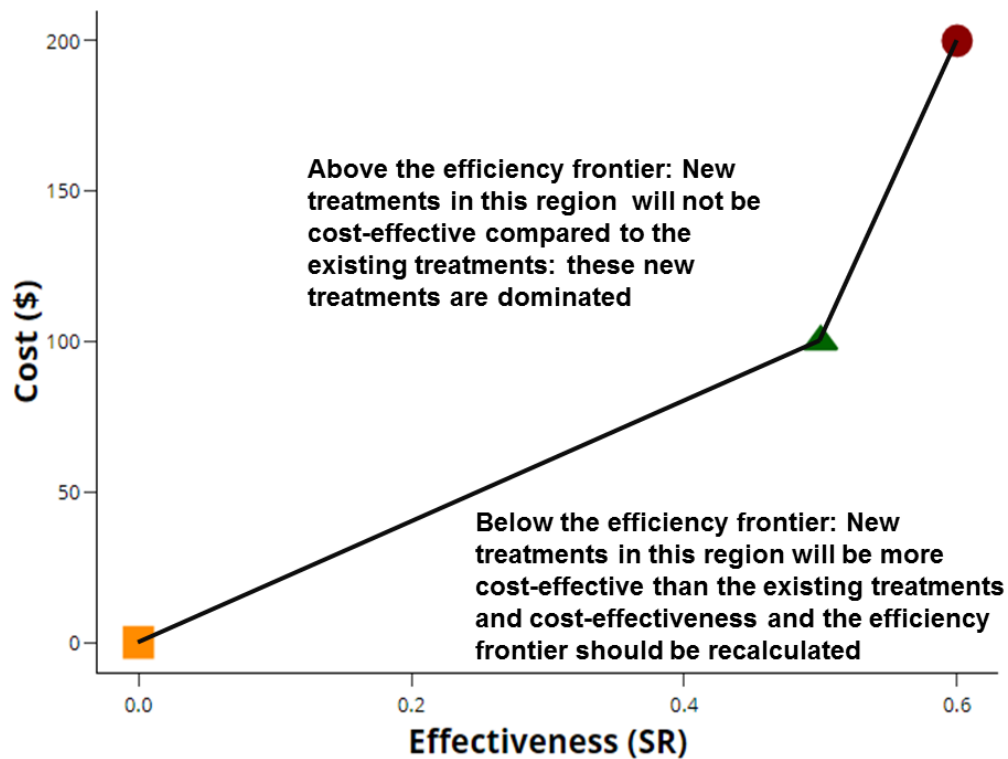 200
Above the efficiency frontier: New
treatments in this region will not be
cost-effective compared to the
existing treatments: these new
treatments are dominated
150
Cost ($)
100
50
Below the efficiency frontier: New
treatments in this region will be more
cost-effective than the existing treatments
and cost-effectiveness and the efficiency
frontier should be recalculated
0
0.0 0.2 0.4 0.6
Effectiveness (SR)